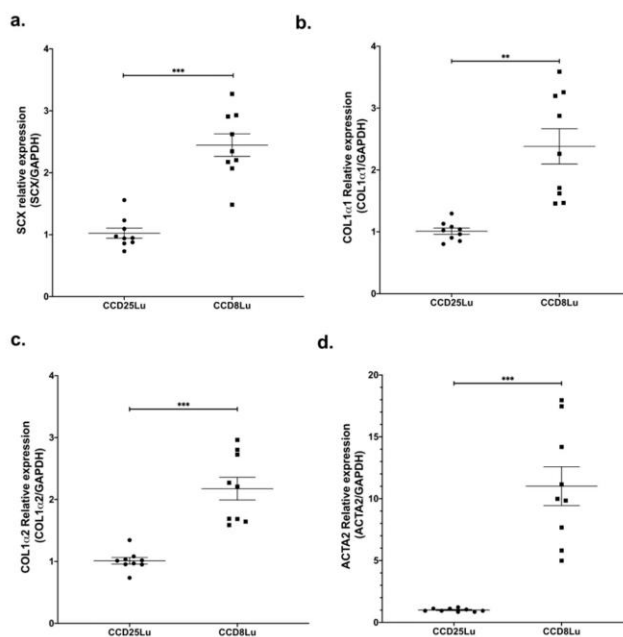 a.
SCX relative expression
(SCX/GAPDH)
4
3
2
1
0
***
CCD25Lu
CCD8Lu
b.
COL1α1 Relative expression
(COL1α1/GAPDH)
4
3
2
1
0
**
CCD25Lu
CCD8Lu
c.
COL1α2 Relative expression
(COL1α2/GAPDH)
4
3
2
1
0
***
CCD25Lu
CCD8Lu
d.
ACTA2 Relative expression
(ACTA2/GAPDH)
20
15
10
5
0
***
CCD25Lu
CCD8Lu